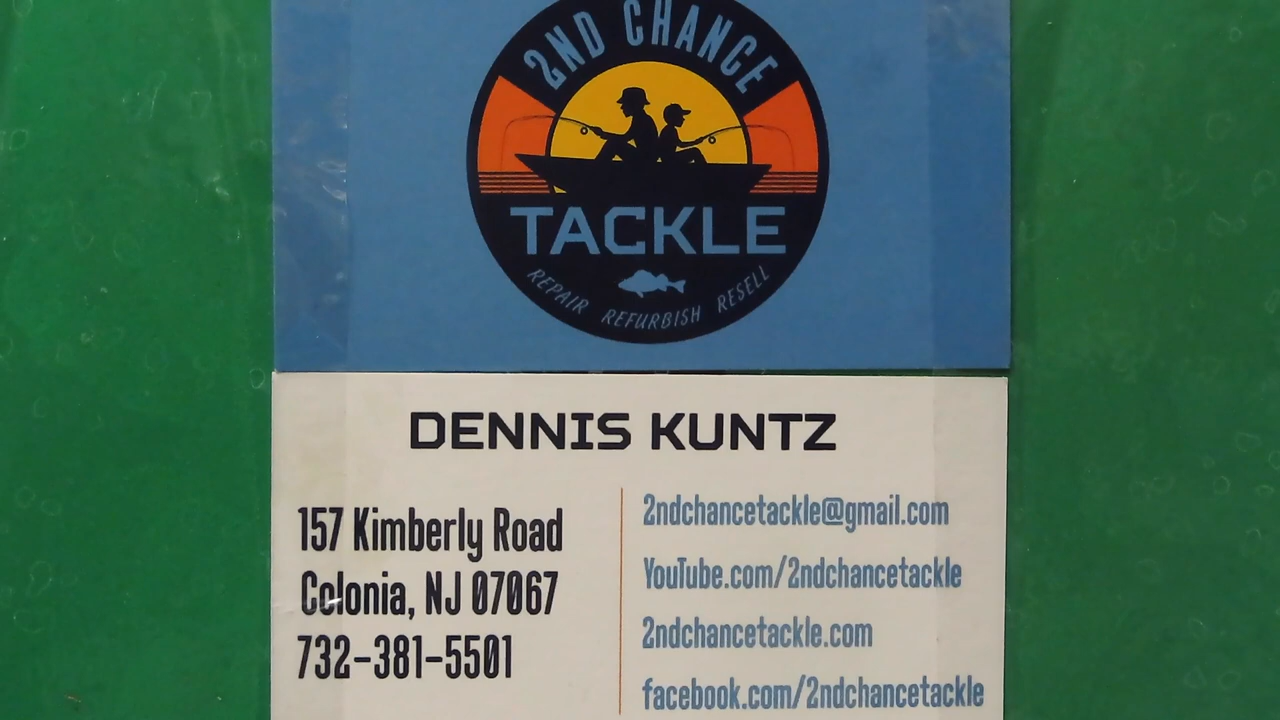 2ND CHANCE
TACKLE
REPAIR REFURBISH RESELL
DENNIS KUNTZ
157 Kimberly Road
Colonia, NJ 07067
732-381-5501
2ndchancetackle@gmail.com
YouTube.com/2ndchancetackle
2ndchancetackle.com
facebook.com/2ndchancetackle